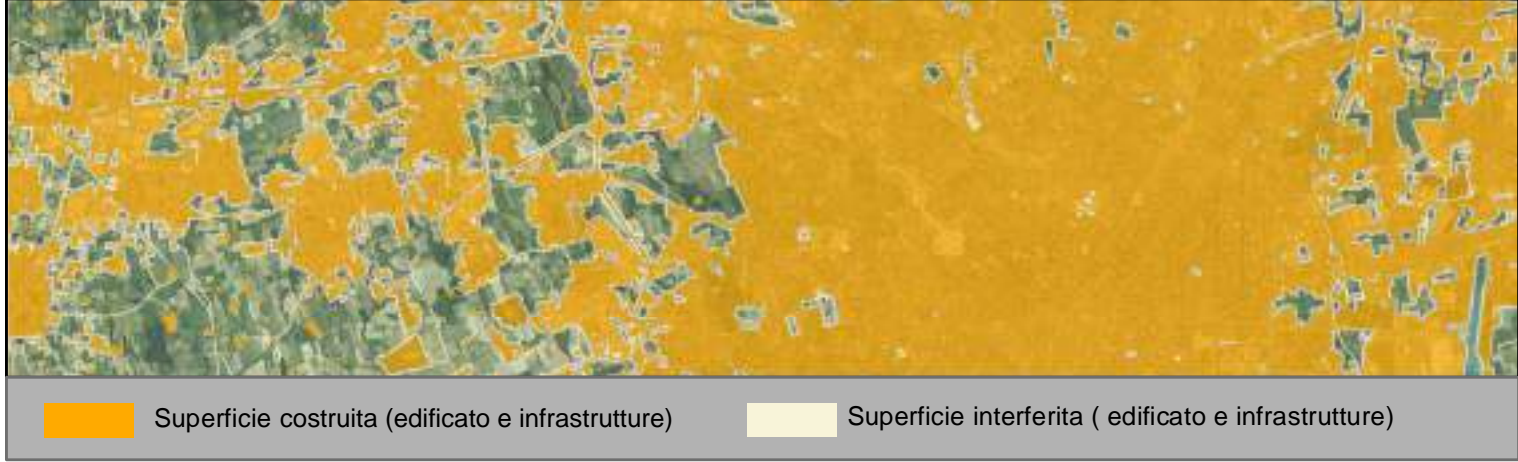 Superficie costruita (edificato e infrastrutture)
Superficie interferita ( edificato e infrastrutture)